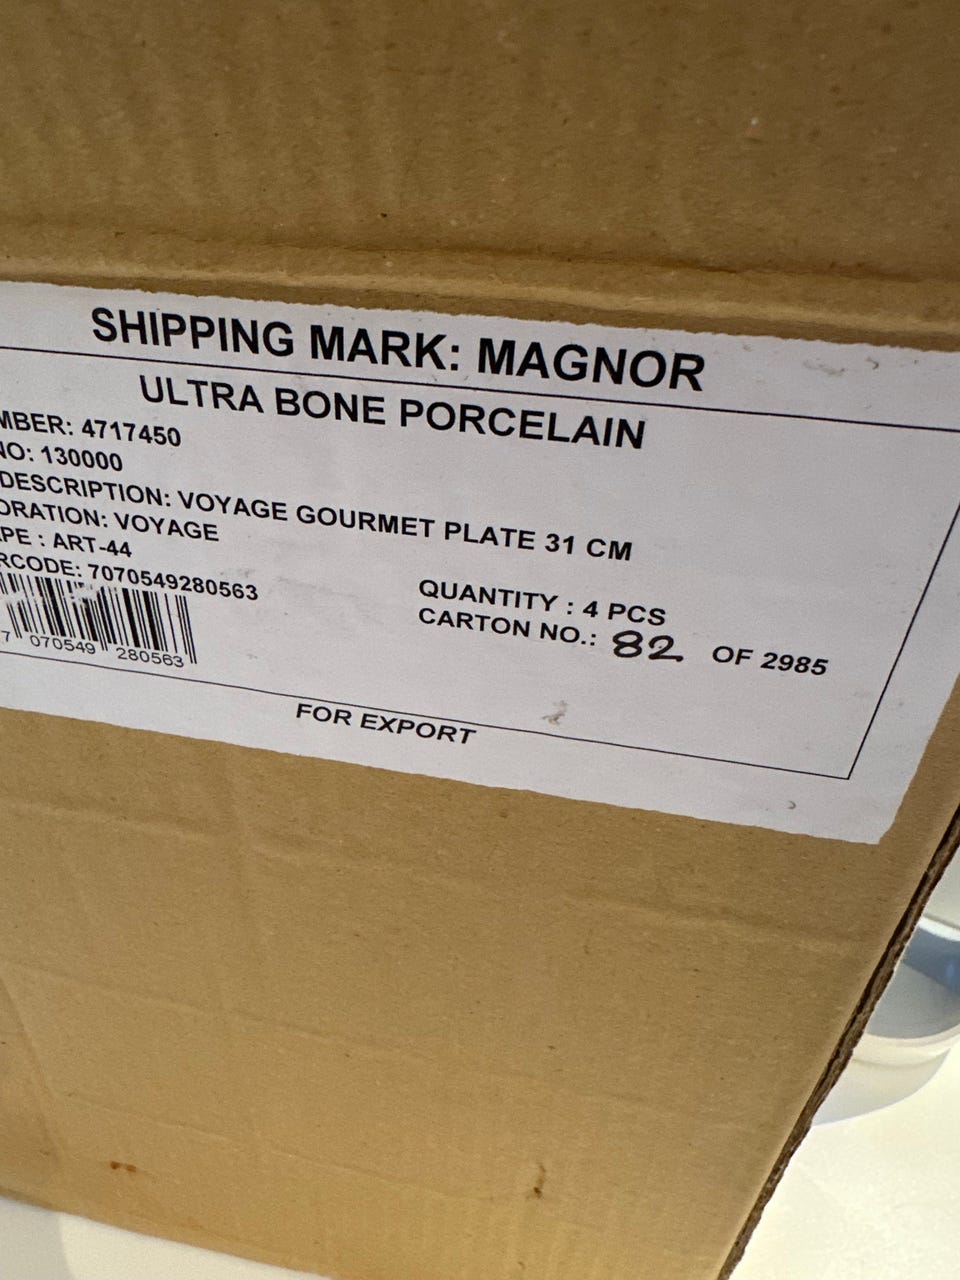 SHIPPING MARK: MAGNOR
ULTRA BONE PORCELAIN
MBER: 4717450
NO: 130000
DESCRIPTION: VOYAGE GOURMET PLATE 31 CM
ORATION: VOYAGE
PE : ART-44
RCODE: 7070549280563
QUANTITY : 4 PCS
CARTON NO.: 82 OF 2985
7 070549 280563
FOR EXPORT